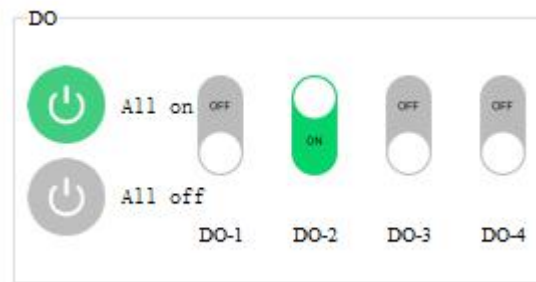 DO
All on
OFF
ON
OFF
OFF
All off
DO-1
DO-2
DO-3
DO-4